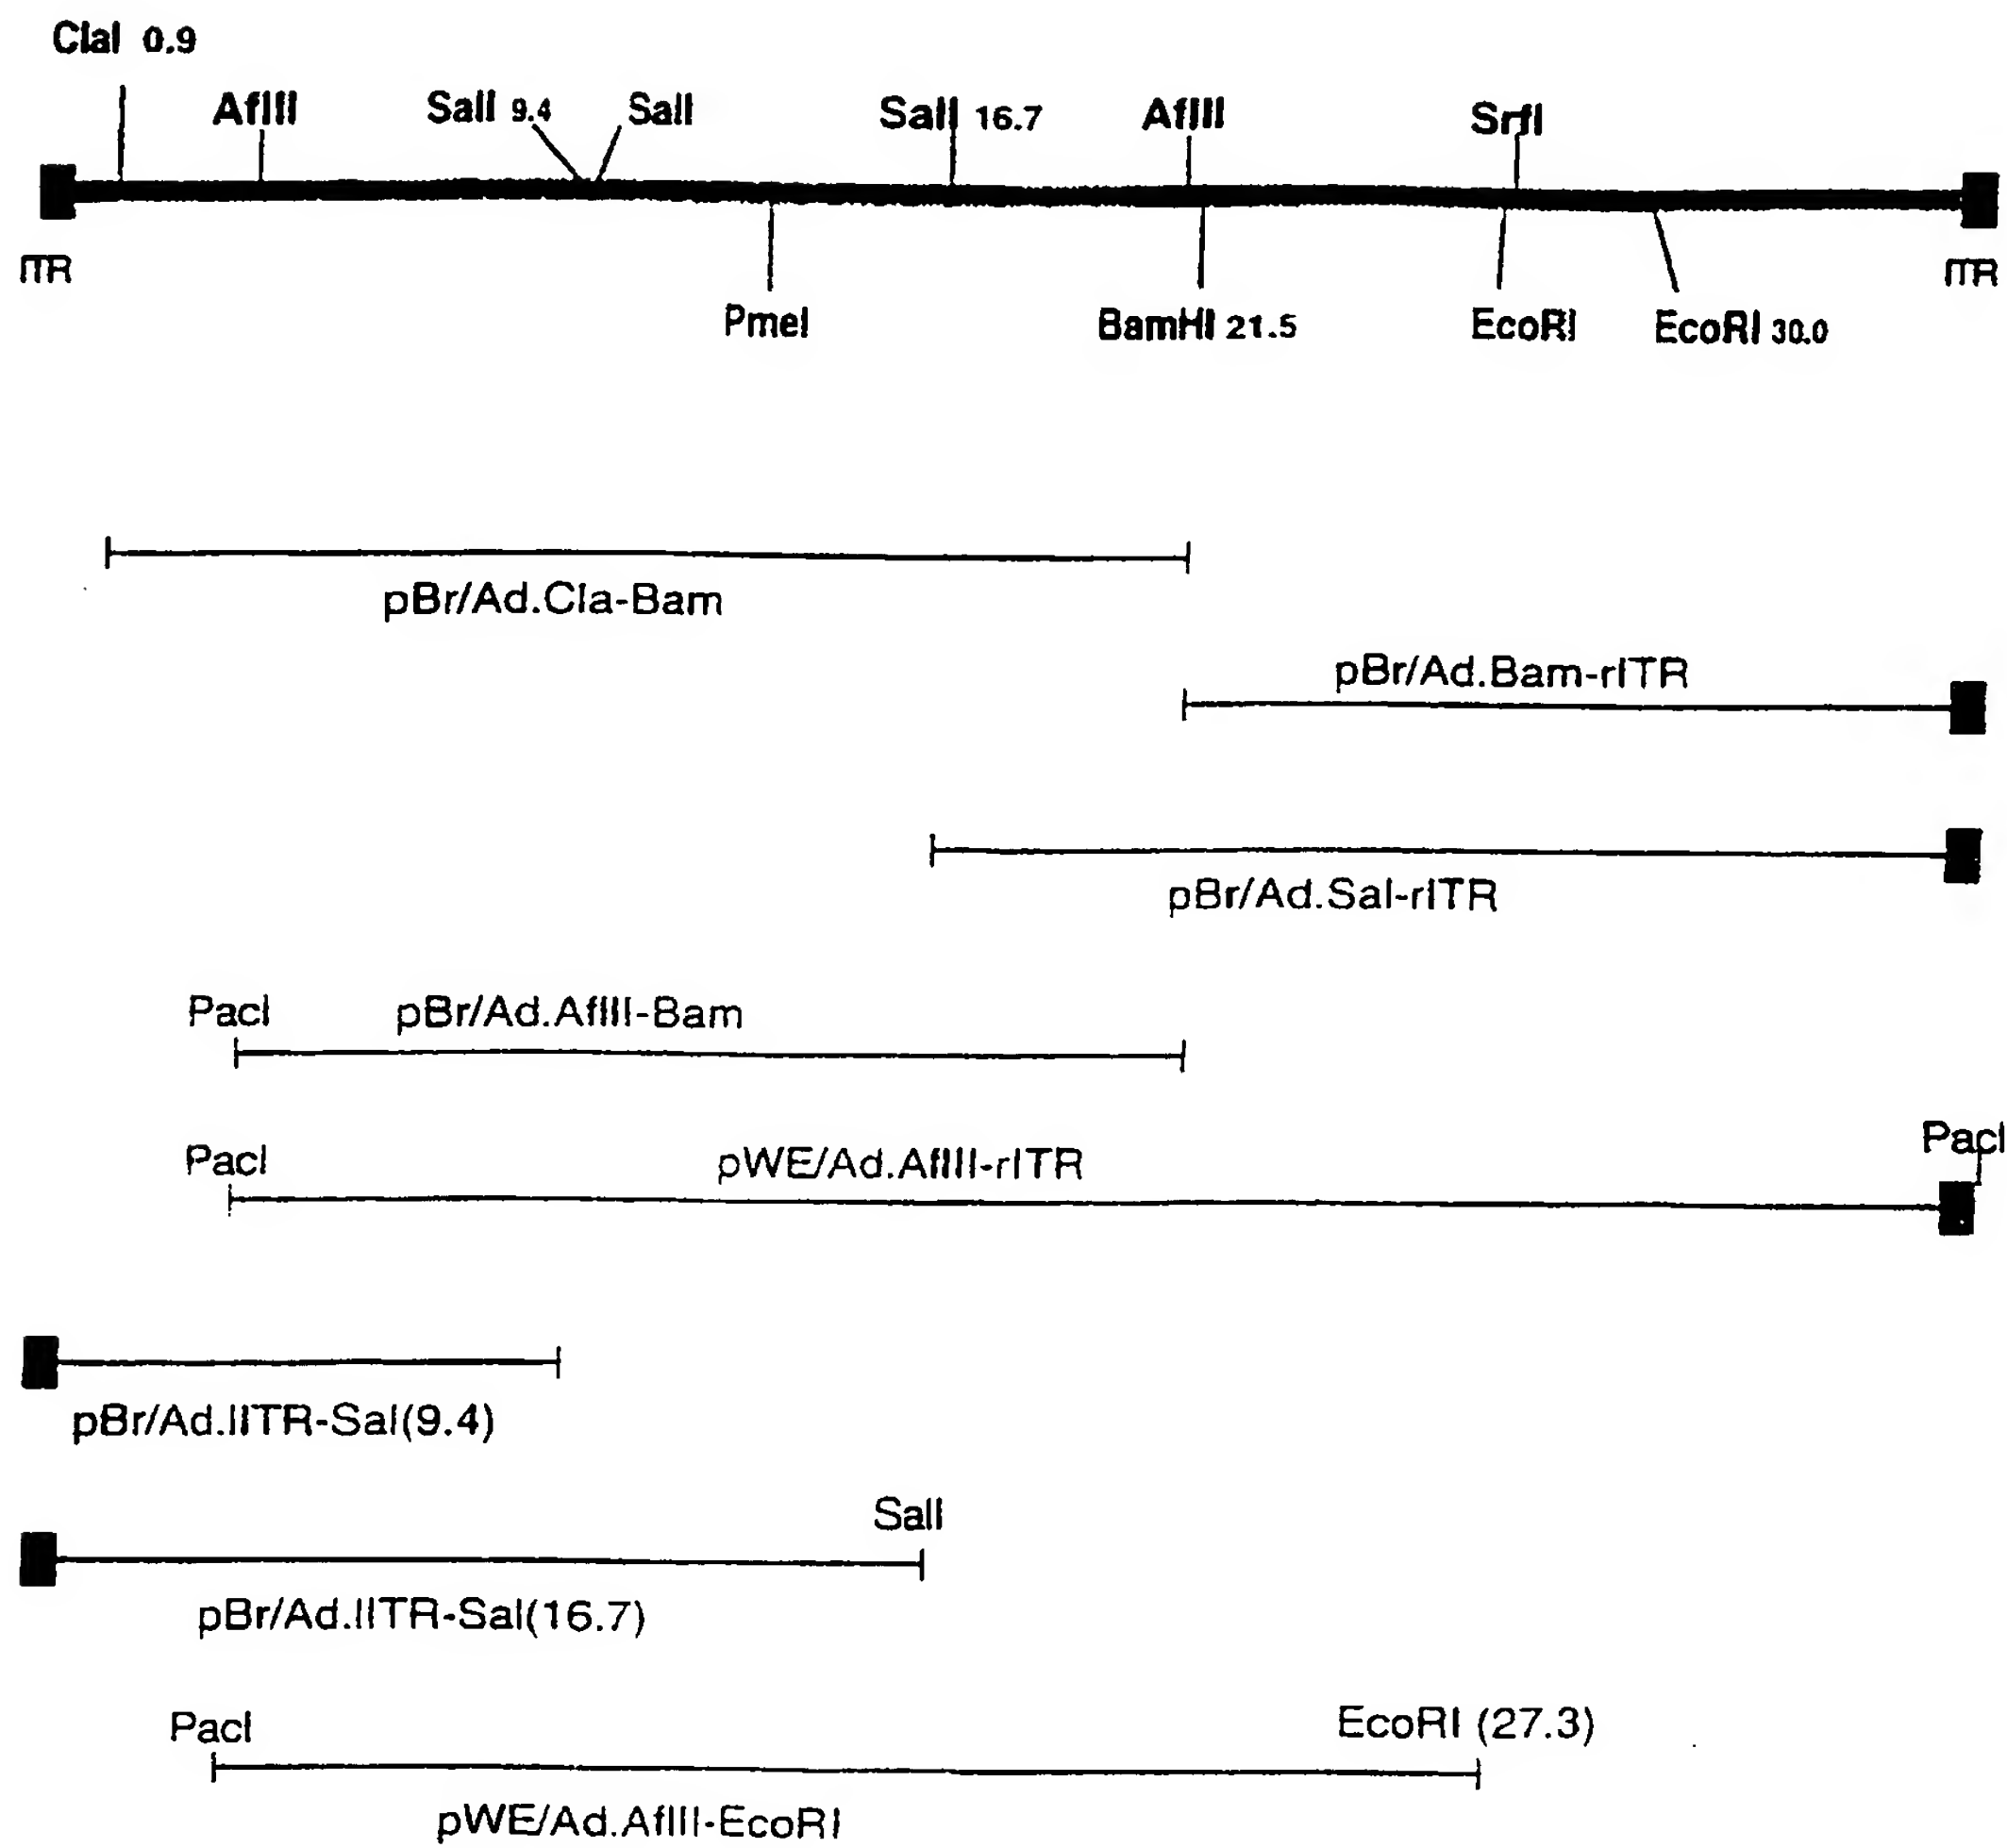 ClaI 0.9
AflII SalI 9.4 SalI SalI 16.7 AflII SrfI
ITR ITR
PmeI BamHI 21.5 EcoRI EcoRI 30.0
pBr/Ad.Cla-Bam
pBr/Ad.Bam-rITR
pBr/Ad.Sal-rITR
PacI pBr/Ad.AflII-Bam
PacI pWE/Ad.AflII-rITR PacI
pBr/Ad.lITR-Sal(9.4)
SalI
pBr/Ad.lITR-Sal(16.7)
PacI EcoRI (27.3)
pWE/Ad.AflII-EcoRI